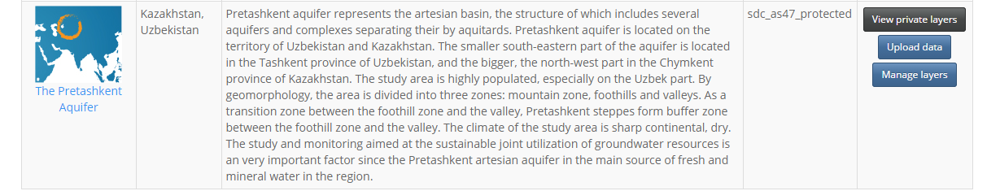 The Pretashkent
Aquifer
Kazakhstan,
Uzbekistan
Pretashkent aquifer represents the artesian basin, the structure of which includes several
aquifers and complexes separating their by aquitards. Pretashkent aquifer is located on the
territory of Uzbekistan and Kazakhstan. The smaller south-eastern part of the aquifer is located
in the Tashkent province of Uzbekistan, and the bigger, the north-west part in the Chymkent
province of Kazakhstan. The study area is highly populated, especially on the Uzbek part. By
geomorphology, the area is divided into three zones: mountain zone, foothills and valleys. As a
transition zone between the foothill zone and the valley, Pretashkent steppes form buffer zone
between the foothill zone and the valley. The climate of the study area is sharp continental, dry.
The study and monitoring aimed at the sustainable joint utilization of groundwater resources is
an very important factor since the Pretashkent artesian aquifer in the main source of fresh and
mineral water in the region.
sdc_as47_protected
View private layers
Upload data
Manage layers